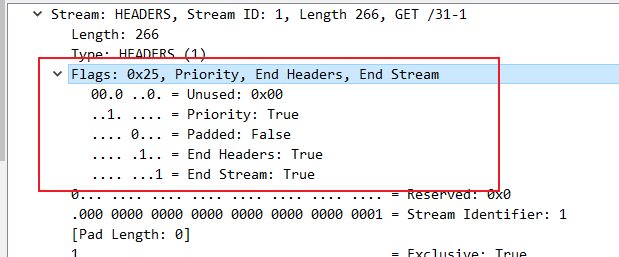 Stream: HEADERS, Stream ID: 1, Length 266, GET /31-1
Length: 266
Type: HEADERS (1)
Flags: 0x25, Priority, End Headers, End Stream
00.0 ..0. = Unused: 0x00
..1. .... = Priority: True
.... 0... = Padded: False
.... .1.. = End Headers: True
.... ...1 = End Stream: True
0... .... .... .... .... .... .... .... = Reserved: 0x0
.000 0000 0000 0000 0000 0000 0000 0001 = Stream Identifier: 1
[Pad Length: 0]
1... .... .... .... .... .... .... .... = Exclusive: True